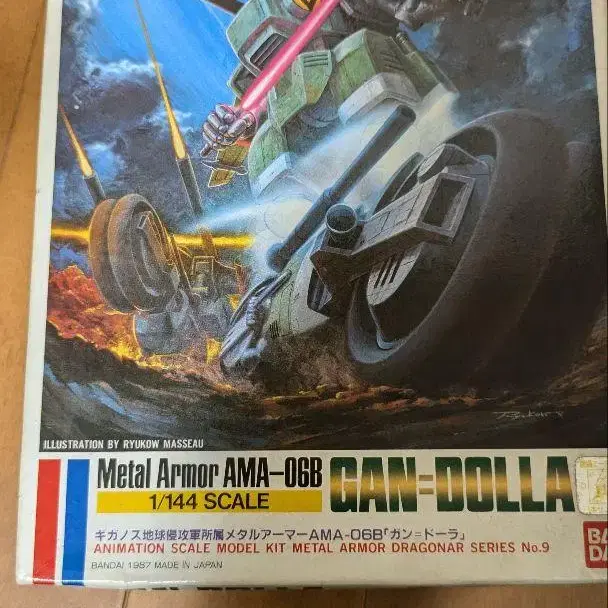 ILLUSTRATION BY RYUKOW MASSEAU
Metal Armor AMA-06B
1/144 SCALE
GAN=DOLLA
ギガノス地球侵攻軍所属メタルアーマーAMA-06B「ガン=ドーラ」
ANIMATION SCALE MODEL KIT METAL ARMOR DRAGONAR SERIES No.9
BANDAI 1987 MADE IN JAPAN
BAN
DA